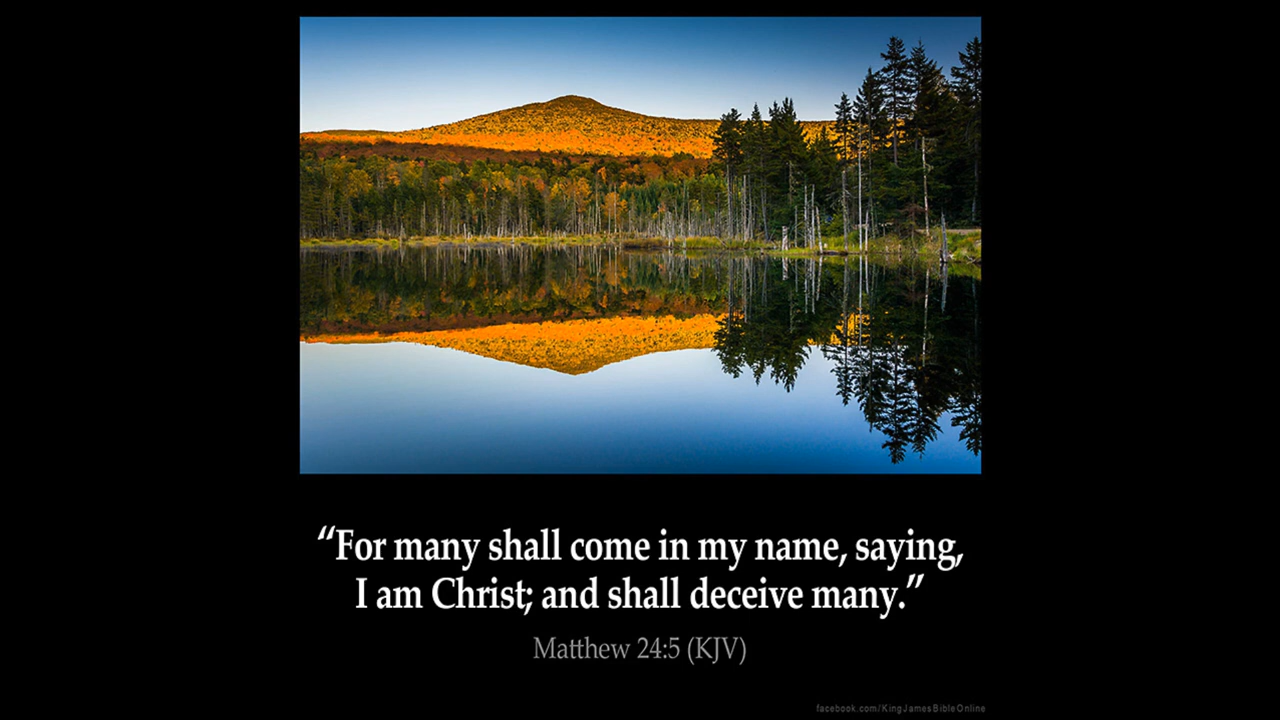 “For many shall come in my name, saying,
I am Christ; and shall deceive many.”
Matthew 24:5 (KJV)
facebook.com/KingJamesBibleOnline